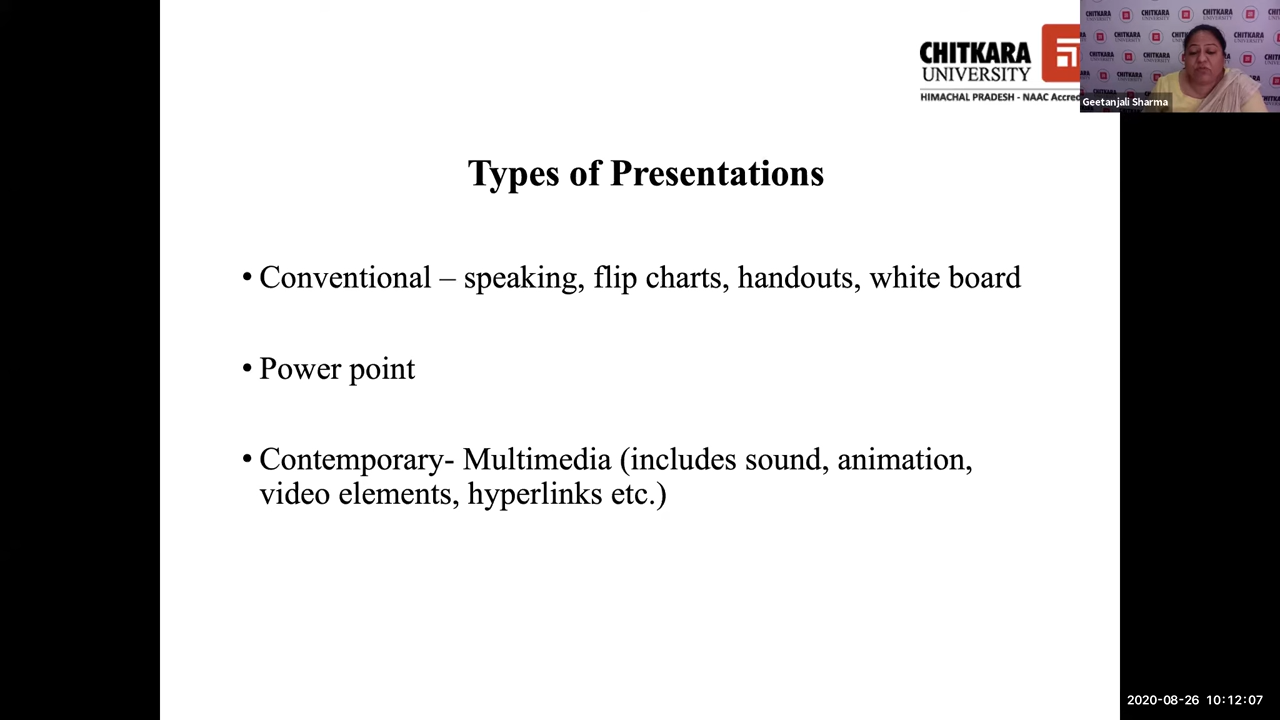 CHITKARA
UNIVERSITY
HIMACHAL PRADESH - NAAC
Geetanjali Sharma
Types of Presentations
• Conventional – speaking, flip charts, handouts, white board
• Power point
• Contemporary- Multimedia (includes sound, animation,
video elements, hyperlinks etc.)
2020-08-26 10:12:07